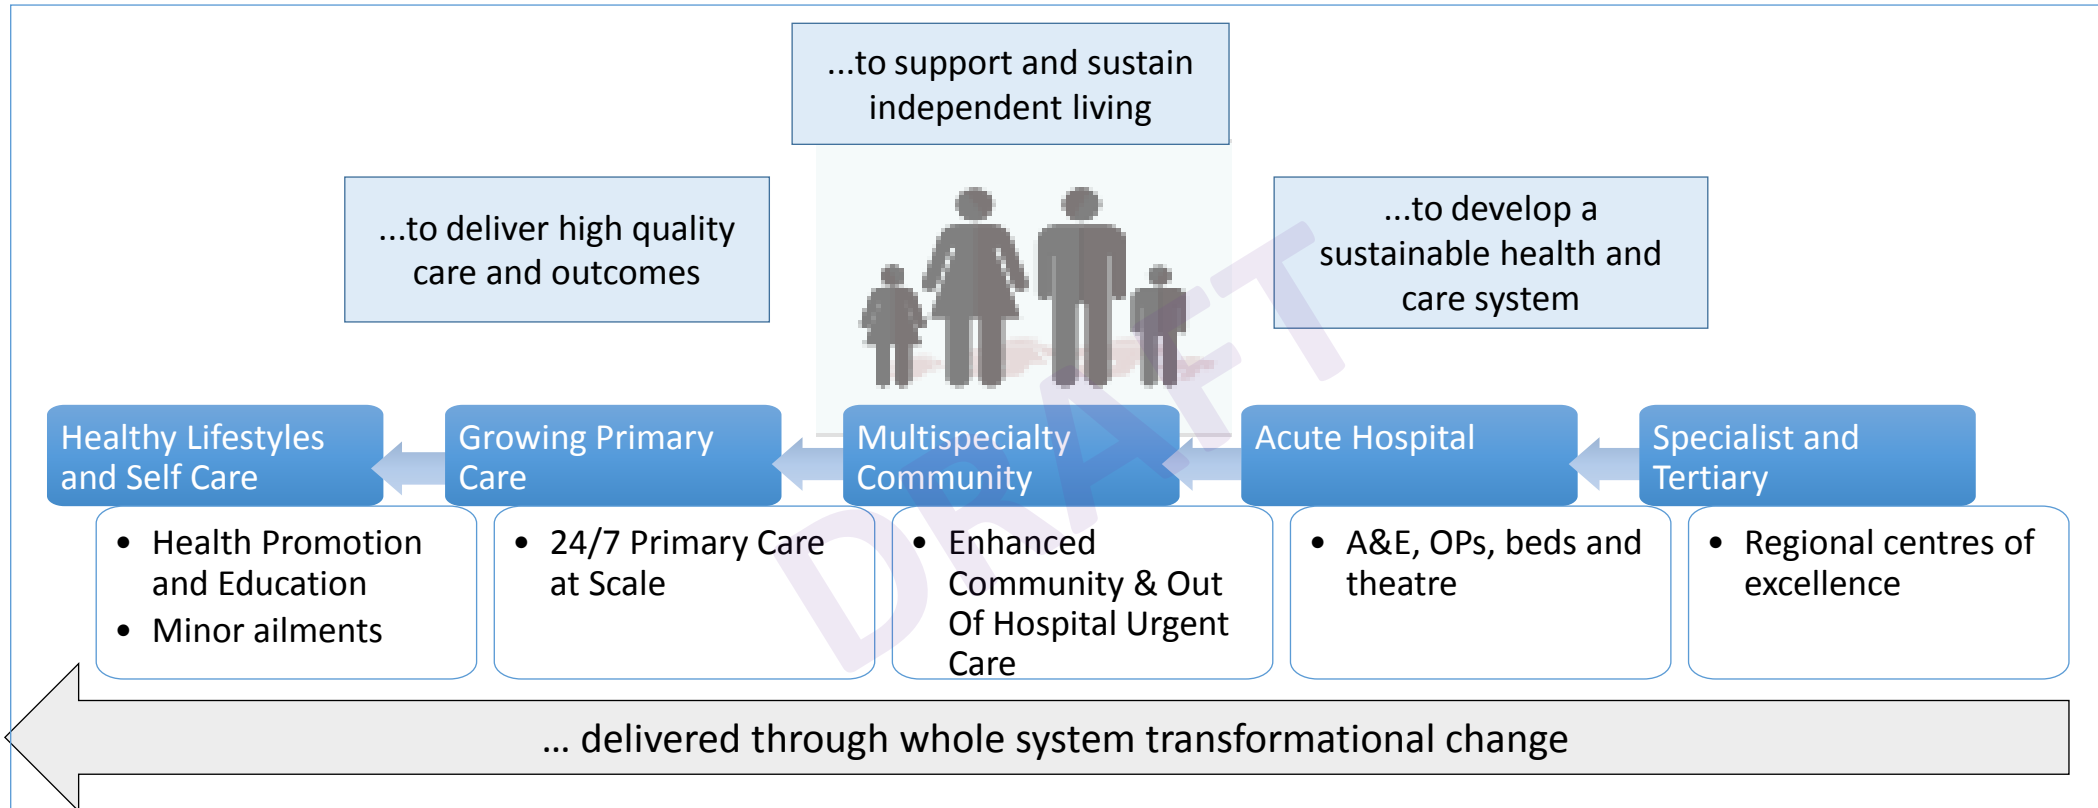 ...to support and sustain
independent living
...to deliver high quality
care and outcomes
...to develop a
sustainable health and
care system
Healthy Lifestyles
and Self Care
Growing Primary
Care
Multispecialty
Community
Acute Hospital
Specialist and
Tertiary
• Health Promotion
and Education
• Minor ailments
• 24/7 Primary Care
at Scale
• Enhanced
Community & Out
Of Hospital Urgent
Care
• A&E, OPs, beds and
theatre
• Regional centres of
excellence
... delivered through whole system transformational change
DRAFT